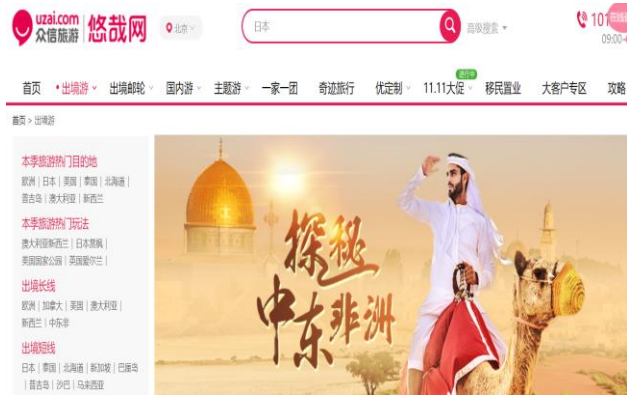 uzai.com
众信旅游
悠哉网
北京
日本
高级搜索
101
在线
09:00-
首页
出境游
出境邮轮
国内游
主题游
一家一团
奇迹旅行
优定制
11.11大促
进行中
移民置业
大客户专区
攻略
首页 > 出境游
本季旅游热门目的地
欧洲 | 日本 | 美国 | 泰国 | 北海道 |
普吉岛 | 澳大利亚 | 新西兰
本季旅游热门玩法
澳大利亚新西兰 | 日本赏枫 |
美国国家公园 | 英国爱尔兰 |
出境长线
欧洲 | 加拿大 | 美国 | 澳大利亚 |
新西兰 | 中东非
出境短线
日本 | 泰国 | 北海道 | 新加坡 | 巴厘岛
| 普吉岛 | 沙巴 | 马来西亚
探秘
中东非洲